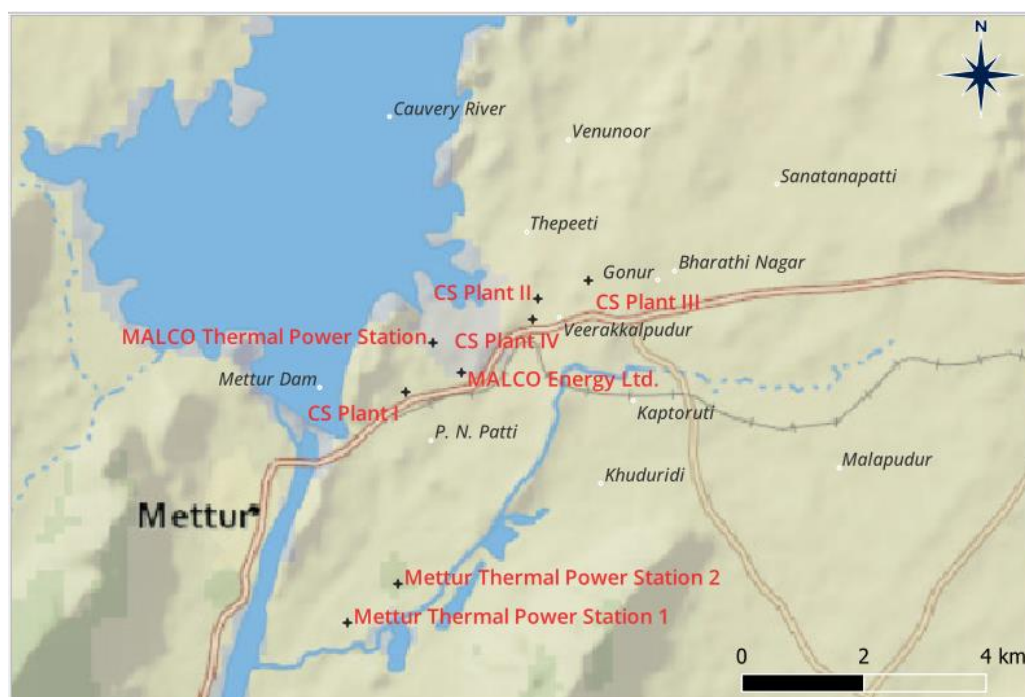 N
Cauvery River
Venunoor
Sanatanapatti
Thepeeti
Bharathi Nagar
Gonur
CS Plant II
CS Plant III
Veerakkalpudur
MALCO Thermal Power Station
CS Plant IV
Mettur Dam
MALCO Energy Ltd.
CS Plant I
Kaptoruti
P. N. Patti
Malapudur
Khuduridi
Mettur
Mettur Thermal Power Station 2
Mettur Thermal Power Station 1
0 2 4 km